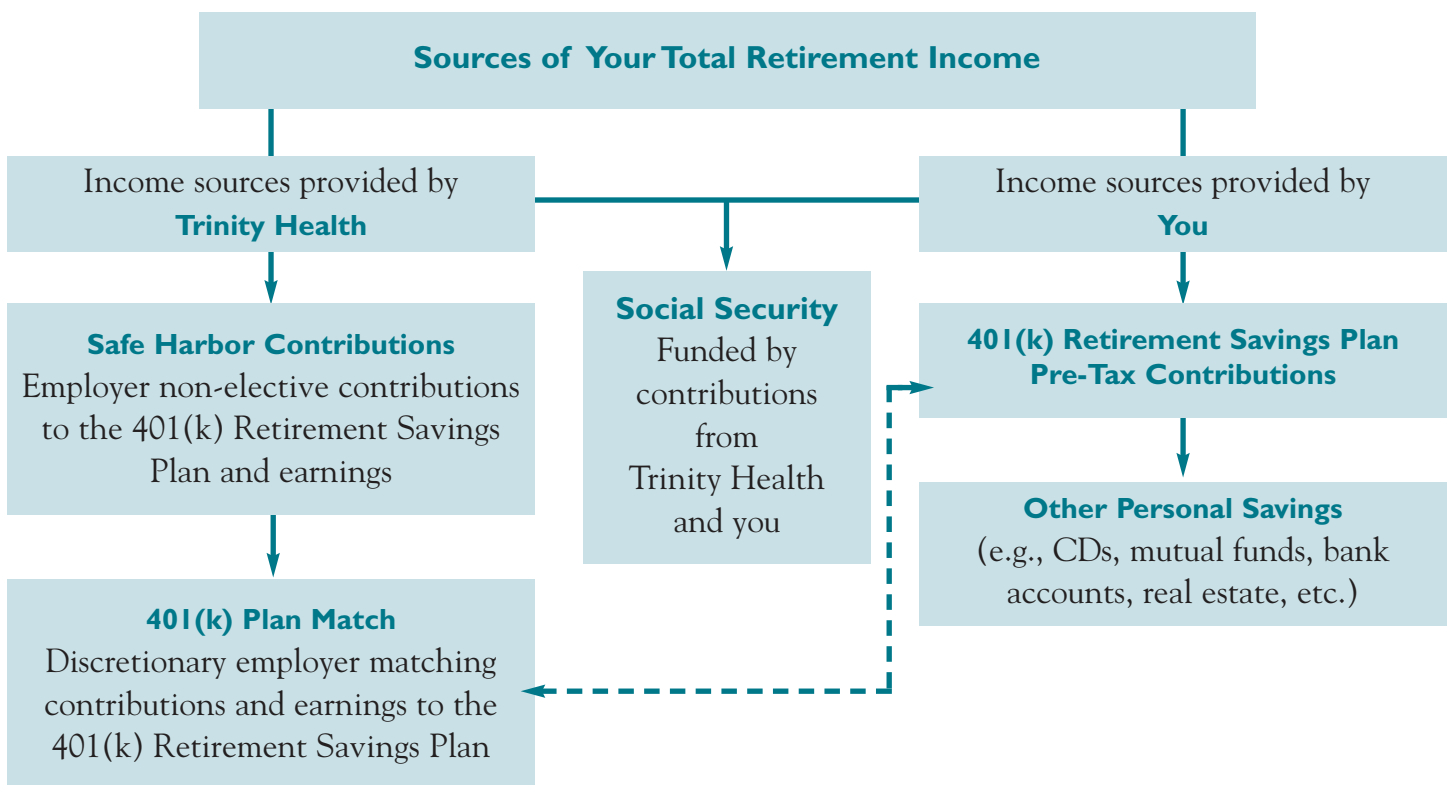 Sources of Your Total Retirement Income
Income sources provided by
Trinity Health
Income sources provided by
You
Safe Harbor Contributions
Employer non-elective contributions
to the 401(k) Retirement Savings
Plan and earnings
Social Security
Funded by
contributions
from
Trinity Health
and you
401(k) Retirement Savings Plan
Pre-Tax Contributions
401(k) Plan Match
Discretionary employer matching
contributions and earnings to the
401(k) Retirement Savings Plan
Other Personal Savings
(e.g., CDs, mutual funds, bank
accounts, real estate, etc.)